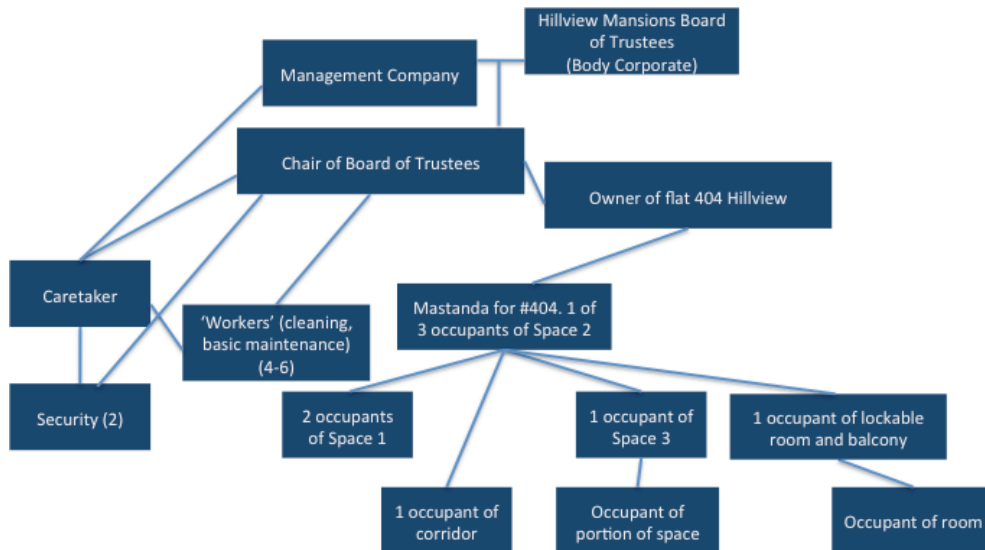 Hillview Mansions Board
of Trustees
(Body Corporate)
Management Company
Chair of Board of Trustees
Owner of flat 404 Hillview
Caretaker
Mastanda for #404. 1 of
3 occupants of Space 2
‘Workers’ (cleaning,
basic maintenance)
(4-6)
Security (2)
2 occupants
of Space 1
1 occupant of
Space 3
1 occupant of lockable
room and balcony
1 occupant of
corridor
Occupant of
portion of space
Occupant of room